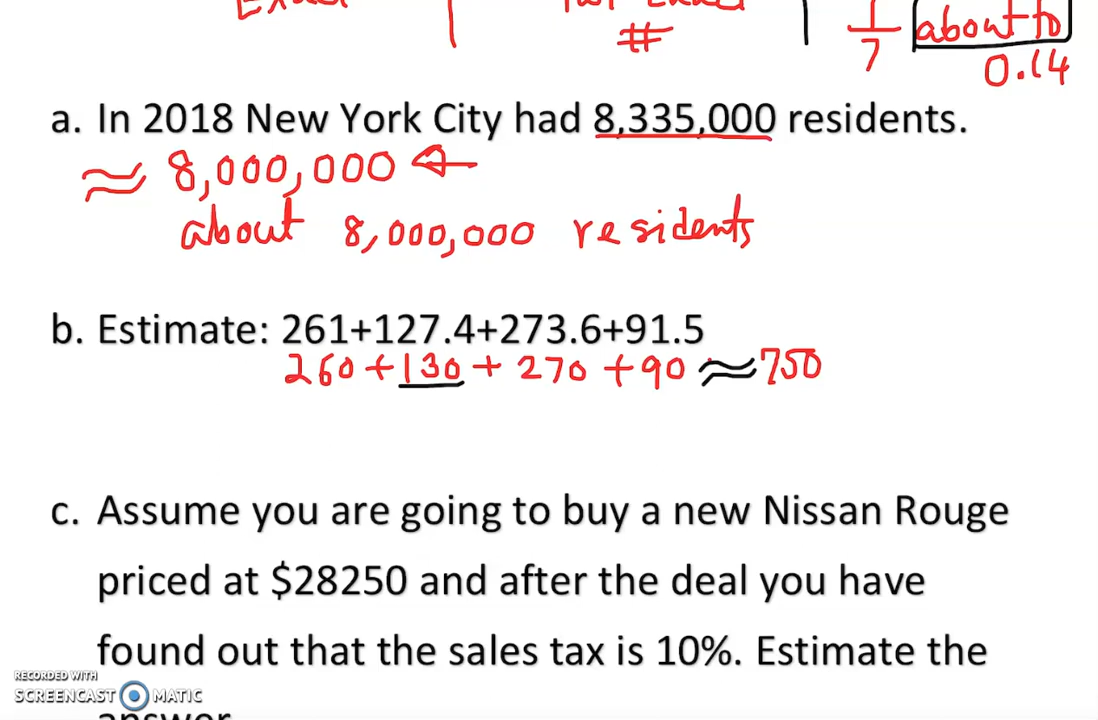 1
about to
#
7
0.14
a. In 2018 New York City had 8,335,000 residents.
≈ 8,000,000 ←
about 8,000,000 residents
b. Estimate: 261+127.4+273.6+91.5
260 + 130 + 270 + 90 ≈ 750
c. Assume you are going to buy a new Nissan Rouge
priced at $28250 and after the deal you have
found out that the sales tax is 10%. Estimate the
RECORDED WITH
SCREENCAST MATIC
answer